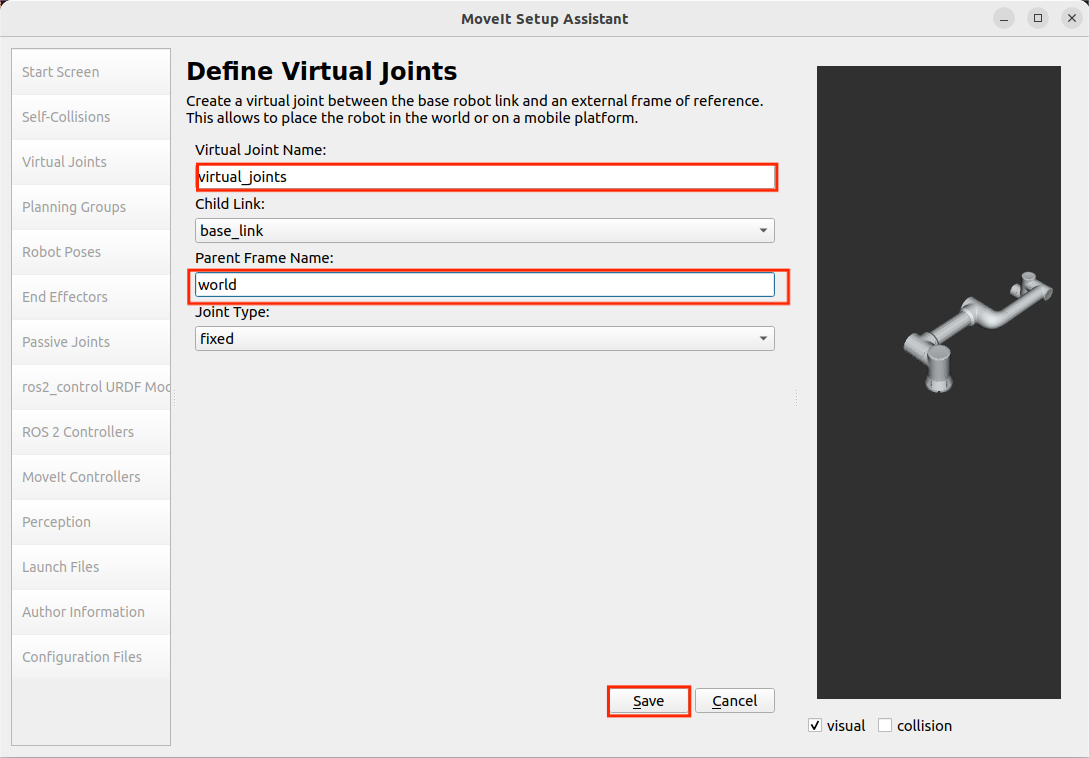 MoveIt Setup Assistant
Start Screen
Self-Collisions
Virtual Joints
Planning Groups
Robot Poses
End Effectors
Passive Joints
ros2_control URDF Moc
ROS 2 Controllers
MoveIt Controllers
Perception
Launch Files
Author Information
Configuration Files
Define Virtual Joints
Create a virtual joint between the base robot link and an external frame of reference.
This allows to place the robot in the world or on a mobile platform.
Virtual Joint Name:
virtual_joints
Child Link:
base_link
Parent Frame Name:
world
Joint Type:
fixed
Save
Cancel
visual
collision